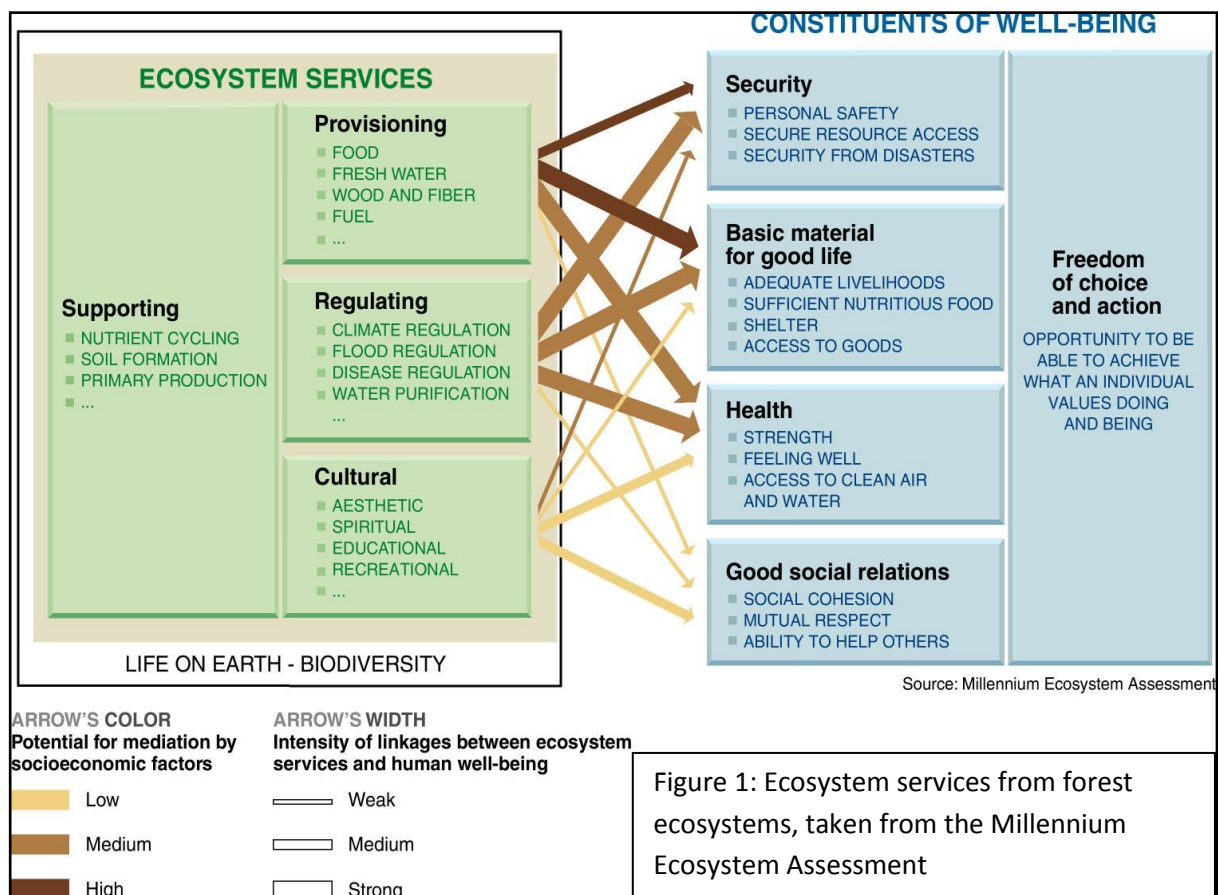 CONSTITUENTS OF WELL-BEING
ECOSYSTEM SERVICES
Supporting
■ NUTRIENT CYCLING
■ SOIL FORMATION
■ PRIMARY PRODUCTION
■ ...
Provisioning
■ FOOD
■ FRESH WATER
■ WOOD AND FIBER
■ FUEL
■ ...
Regulating
■ CLIMATE REGULATION
■ FLOOD REGULATION
■ DISEASE REGULATION
■ WATER PURIFICATION
...
Cultural
■ AESTHETIC
■ SPIRITUAL
■ EDUCATIONAL
■ RECREATIONAL
■ ...
LIFE ON EARTH - BIODIVERSITY
Security
■ PERSONAL SAFETY
■ SECURE RESOURCE ACCESS
■ SECURITY FROM DISASTERS
Basic material
for good life
■ ADEQUATE LIVELIHOODS
■ SUFFICIENT NUTRITIOUS FOOD
■ SHELTER
■ ACCESS TO GOODS
Health
■ STRENGTH
■ FEELING WELL
■ ACCESS TO CLEAN AIR
AND WATER
Good social relations
■ SOCIAL COHESION
■ MUTUAL RESPECT
■ ABILITY TO HELP OTHERS
Freedom
of choice
and action
OPPORTUNITY TO BE
ABLE TO ACHIEVE
WHAT AN INDIVIDUAL
VALUES DOING
AND BEING
Source: Millennium Ecosystem Assessment
ARROW'S COLOR
Potential for mediation by
socioeconomic factors
Low
Medium
High
ARROW'S WIDTH
Intensity of linkages between ecosystem
services and human well-being
Weak
Medium
Strong
Figure 1: Ecosystem services from forest
ecosystems, taken from the Millennium
Ecosystem Assessment